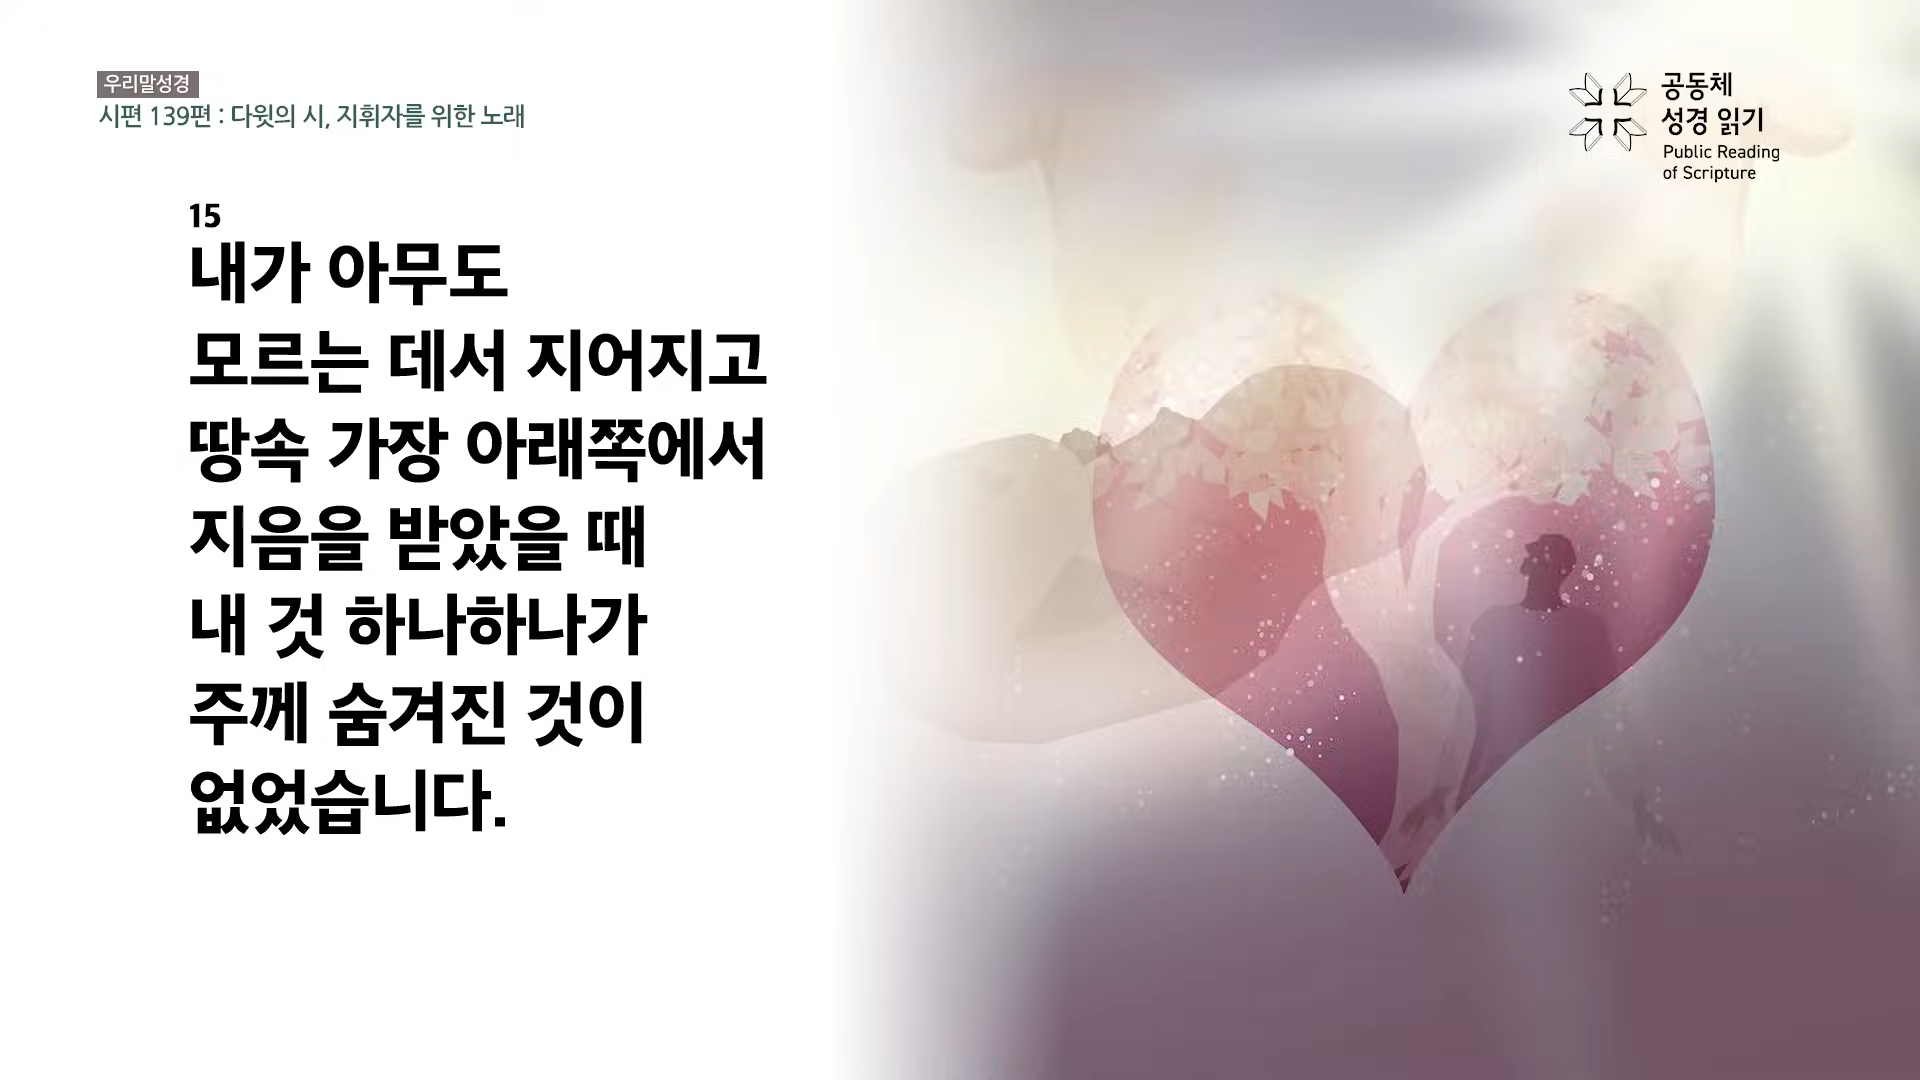 우리말성경
시편 139편 : 다윗의 시, 지휘자를 위한 노래
공동체
성경 읽기
Public Reading
of Scripture
15
내가 아무도
모르는 데서 지어지고
땅속 가장 아래쪽에서
지음을 받았을 때
내 것 하나하나가
주께 숨겨진 것이
없었습니다.